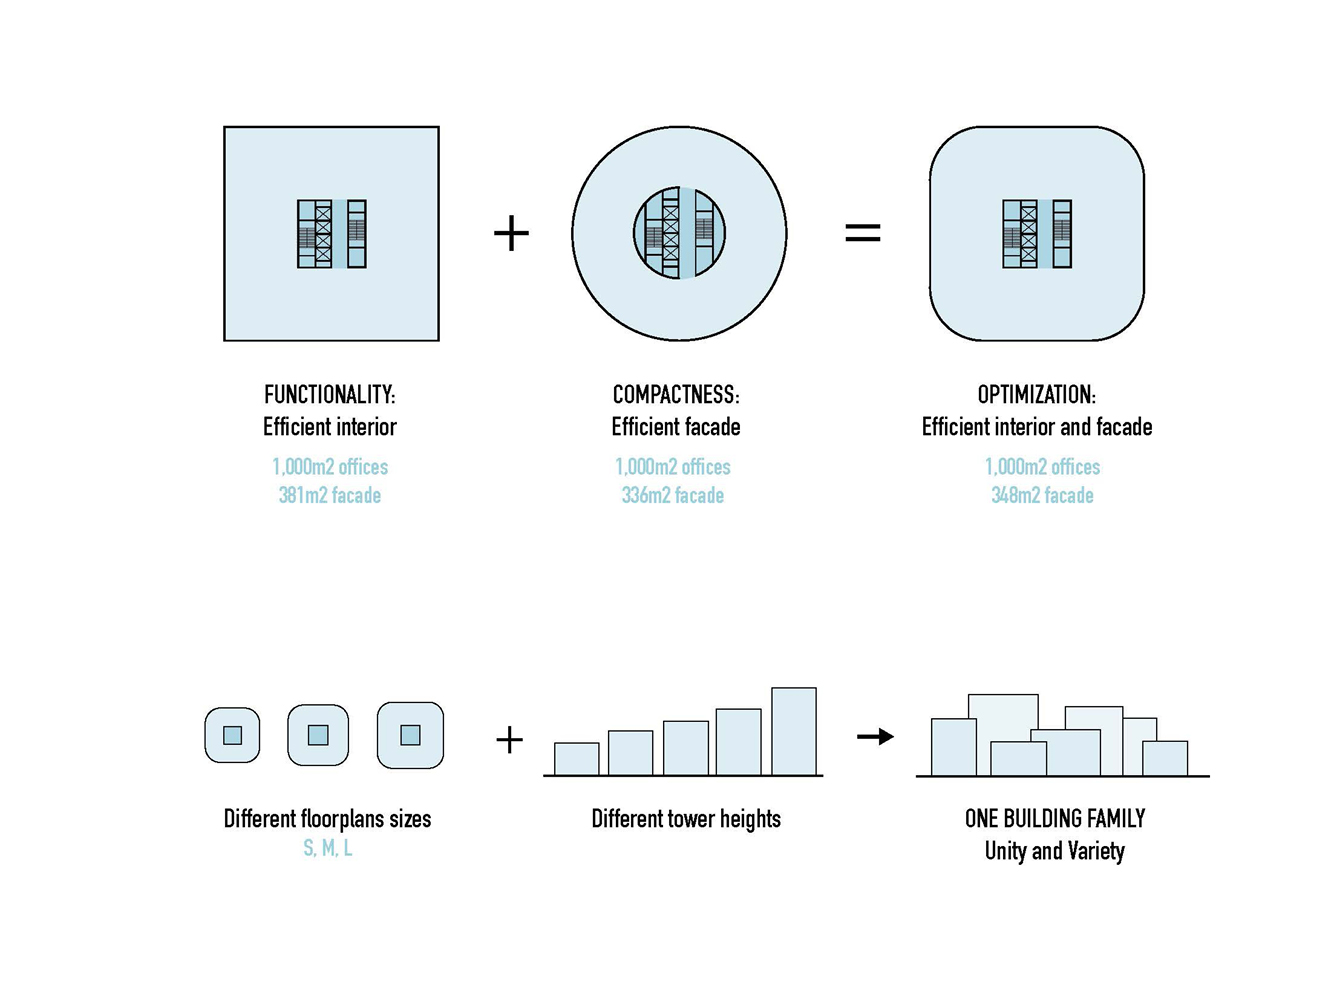 FUNCTIONALITY:
Efficient interior
1,000m2 offices
381m2 facade
+
COMPACTNESS:
Efficient facade
1,000m2 offices
336m2 facade
=
OPTIMIZATION:
Efficient interior and facade
1,000m2 offices
348m2 facade
Different floorplans sizes
S, M, L
+
Different tower heights
ONE BUILDING FAMILY
Unity and Variety